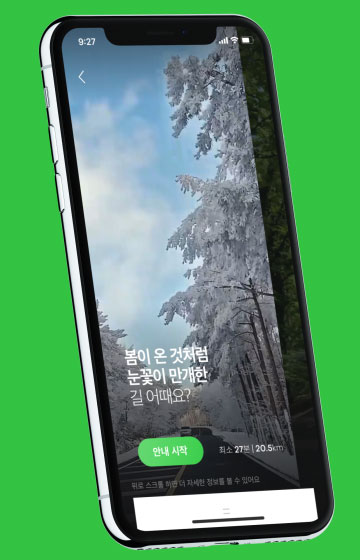 9:27
봄이 온 것처럼
눈꽃이 만개한
길 어때요?
안내 시작
최소 27분 | 20.5km
위로 스크롤 하면 더 자세한 정보를 볼 수 있어요